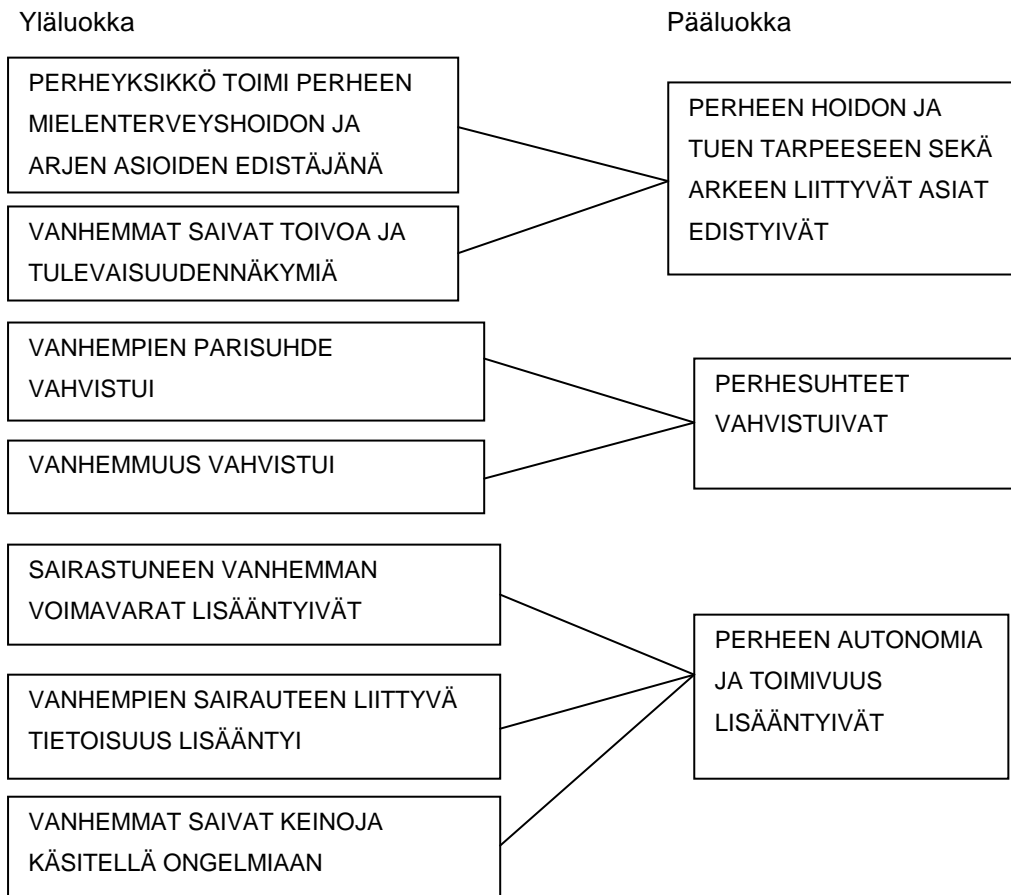 Yläluokka
Pääluokka
PERHEYKSIKKÖ TOIMI PERHEEN
MIELENTERVEYSHOIDON JA
ARJEN ASIOIDEN EDISTÄJÄNÄ
VANHEMMAT SAIVAT TOIVOA JA
TULEVAISUUDENNÄKYMIÄ
PERHEEN HOIDON JA
TUEN TARPEESEEN SEKÄ
ARKEEN LIITTYVÄT ASIAT
EDISTYIVÄT
VANHEMPIEN PARISUHDE
VAHVISTUI
VANHEMMUUS VAHVISTUI
PERHESUHTEET
VAHVISTUIVAT
SAIRASTUNEEN VANHEMMAN
VOIMAVARAT LISÄÄNTYIVÄT
VANHEMPIEN SAIRAUTEEN LIITTYVÄ
TIETOISUUS LISÄÄNTYI
VANHEMMAT SAIVAT KEINOJA
KÄSITELLÄ ONGELMIAAN
PERHEEN AUTONOMIA
JA TOIMIVUUS
LISÄÄNTYIVÄT